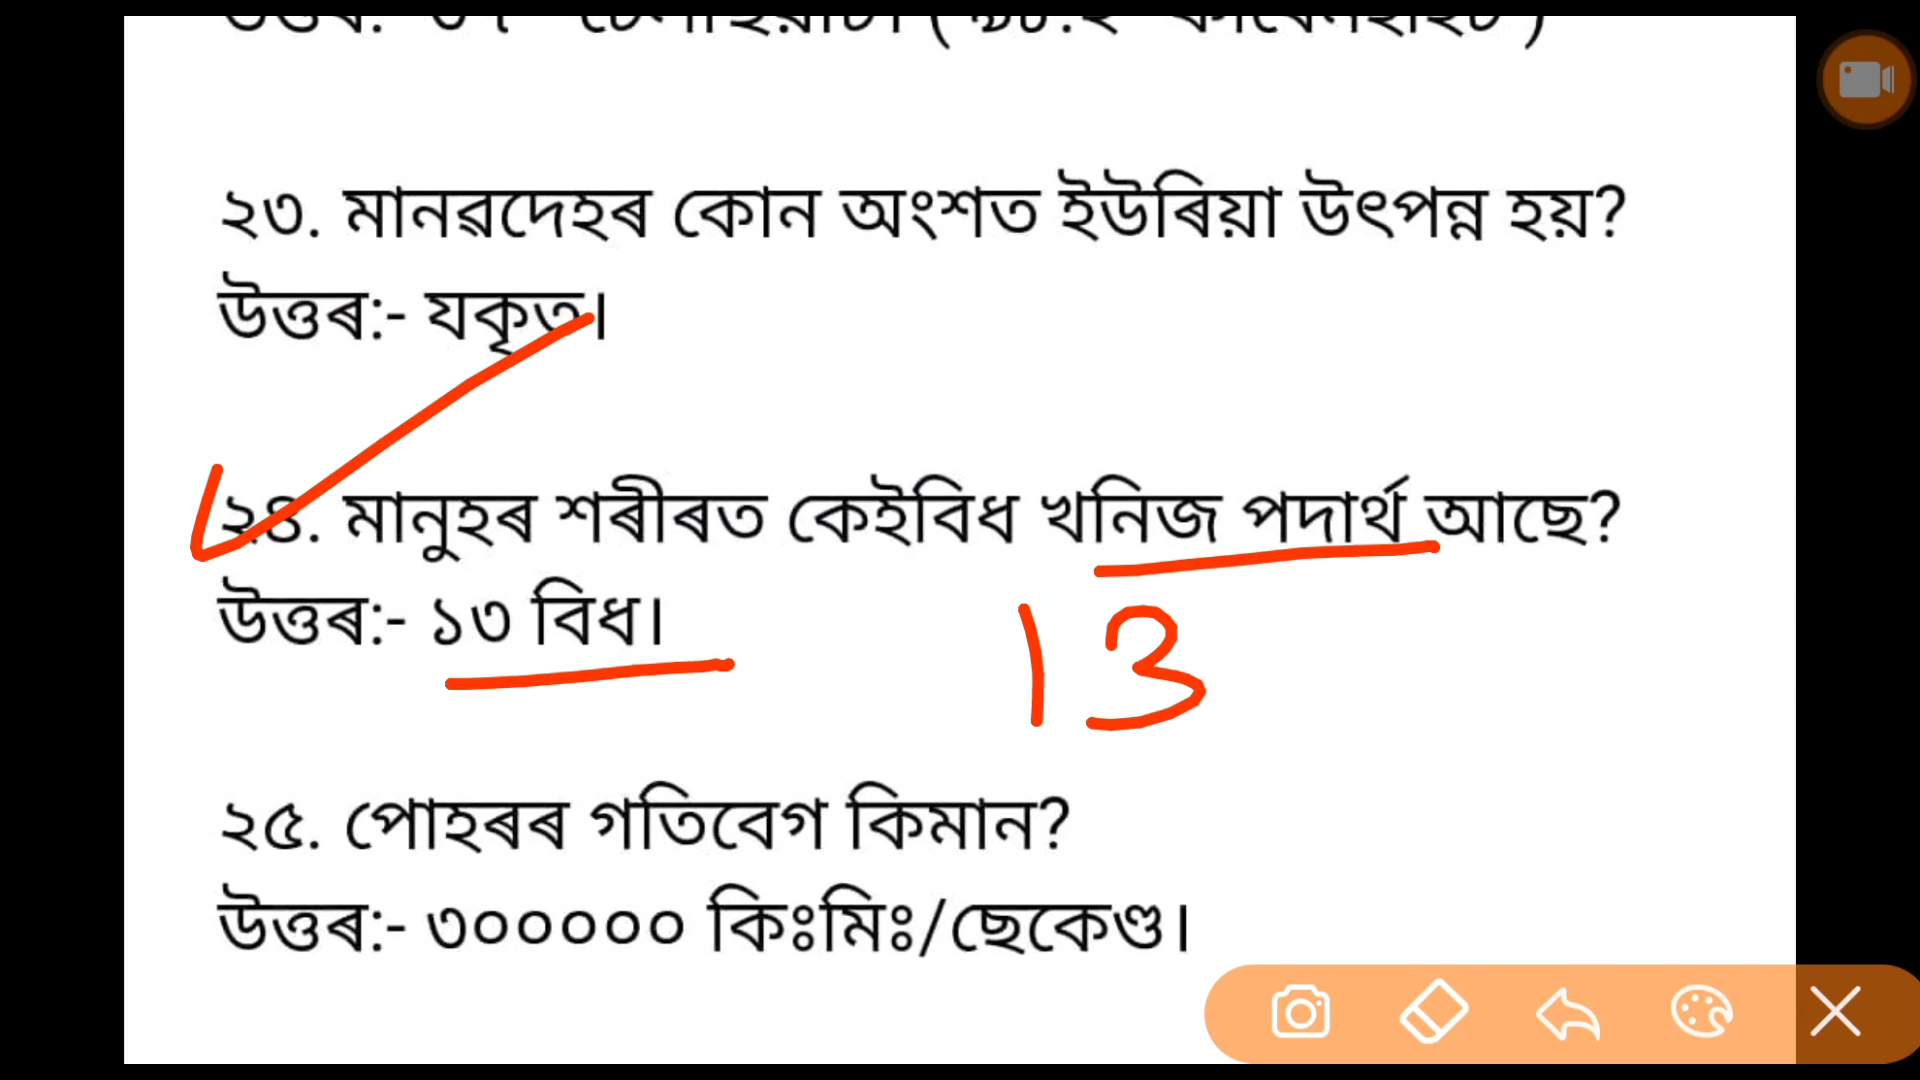 ২৩. মানৱদেহৰ কোন অংশত ইউৰিয়া উৎপন্ন হয়?
উত্তৰ:- যকৃত।
২৪. মানুহৰ শৰীৰত কেইবিধ খনিজ পদাৰ্থ আছে?
উত্তৰ:- ১৩ বিধ।
13
২৫. পোহৰৰ গতিবেগ কিমান?
উত্তৰ:- ৩০০০০০ কিঃমিঃ/ছেকেণ্ড।